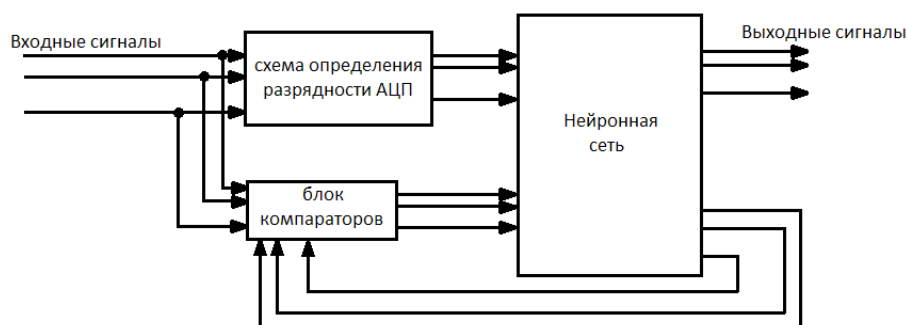 Входные сигналы
схема определения
разрядности АЦП
Нейронная
сеть
Выходные сигналы
блок
компараторов